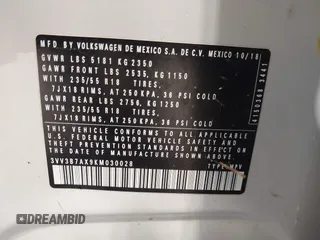 MFD.BY VOLKSWAGEN DE MEXICO S.A. DE C.V. MEXICO 10/18
GVWR LBS 5181 KG 2350
GAWR FRONT LBS 2535, KG 1150
WITH 235/55 R18 TIRES,
7JX18 RIMS, AT 250 KPA, 36 PSI COLD
GAWR REAR LBS 2756, KG 1250
WITH 235/55 R18 TIRES,
7JX18 RIMS, AT 250 KPA, 36 PSI COLD
THIS VEHICLE CONFORMS TO ALL APPLICABLE
U.S. FEDERAL MOTOR VEHICLE SAFETY AND
THEFT PREVENTION STANDARDS IN EFFECT ON
THE DATE OF MANUFACTURE SHOWN ABOVE
3VV3B7AX9KM030028 TYPE: MPV
DREAMBID